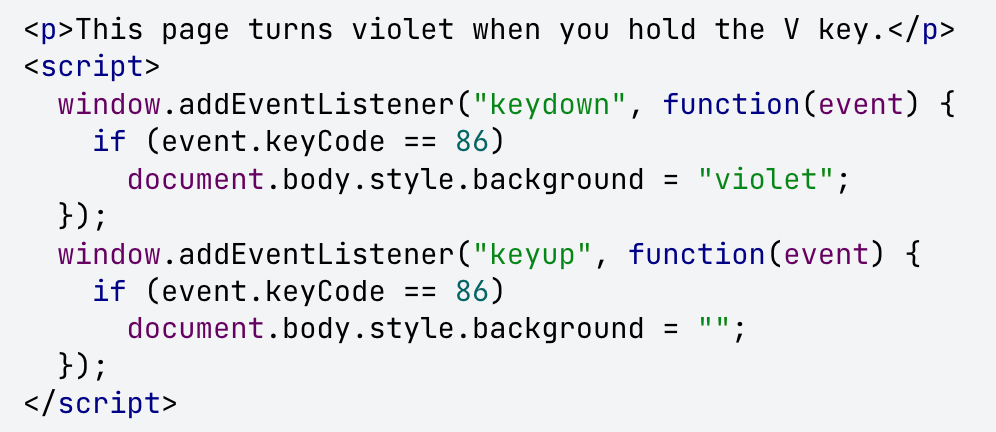 <p>This page turns violet when you hold the V key.</p>
<script>
  window.addEventListener("keydown", function(event) {
    if (event.keyCode == 86)
      document.body.style.background = "violet";
  });
  window.addEventListener("keyup", function(event) {
    if (event.keyCode == 86)
      document.body.style.background = "";
  });
</script>